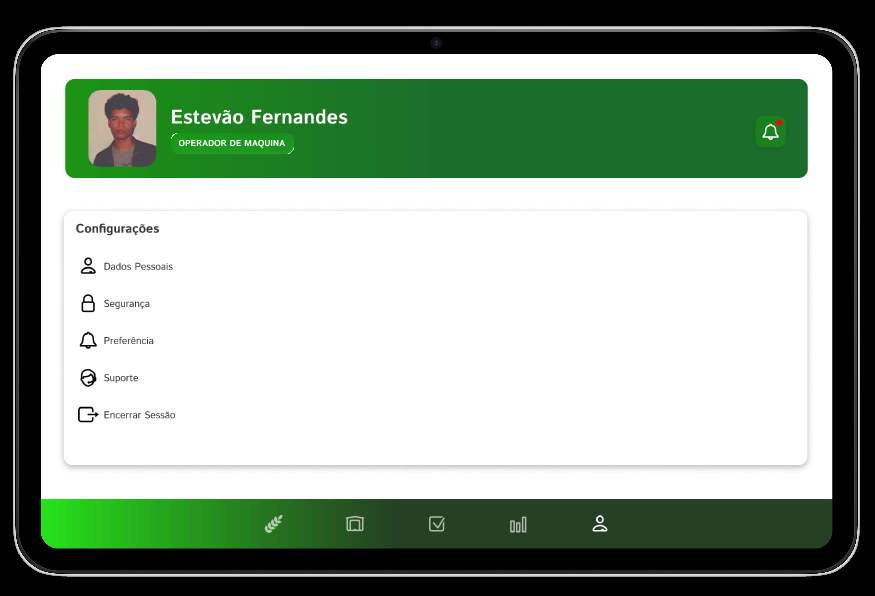 Estevão Fernandes
OPERADOR DE MAQUINA
Configurações
Dados Pessoais
Segurança
Preferência
Suporte
Encerrar Sessão